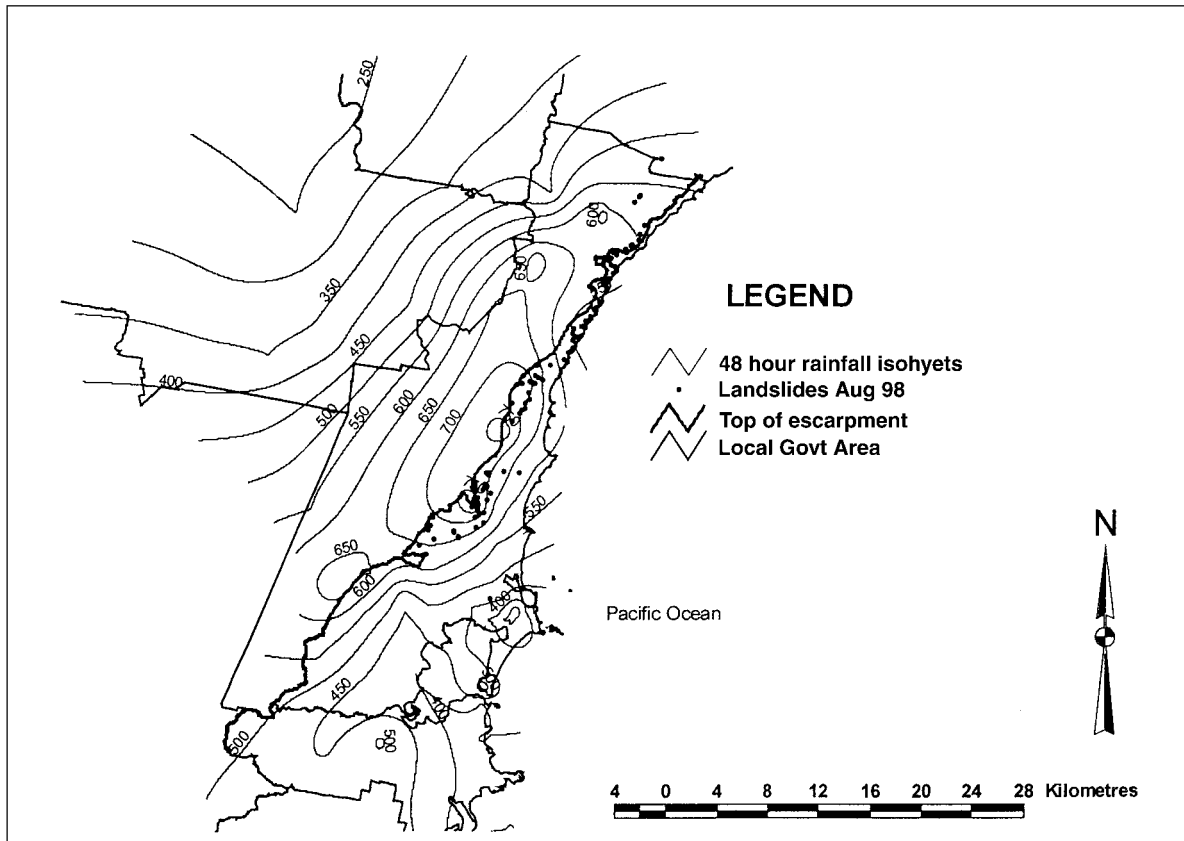 250
600
650
350
LEGEND
450
48 hour rainfall isohyets
400
Landslides Aug 98
600
650
500
550
700
Top of escarpment
Local Govt Area
550
N
650
600
400
Pacific Ocean
450
500
500
4 0 4 8 12 16 20 24 28 Kilometres